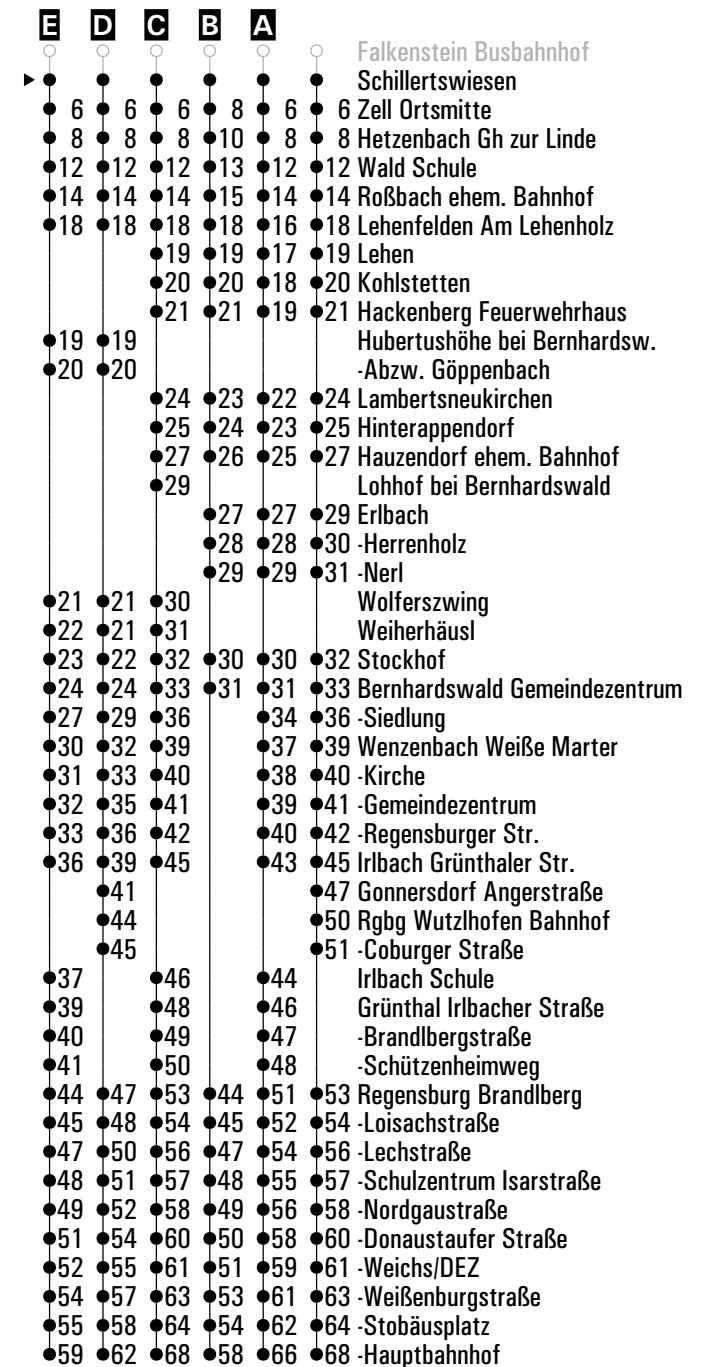 E D C B A
Falkenstein Busbahnhof
Schillertswiesen
6 6 6 8 6 6 Zell Ortsmitte
8 8 8 10 8 8 Hetzenbach Gh zur Linde
12 12 12 13 12 12 Wald Schule
14 14 14 15 14 14 Roßbach ehem. Bahnhof
18 18 18 18 16 18 Lehenfelden Am Lehenholz
19 19 17 19 Lehen
20 20 18 20 Kohlstetten
21 21 19 21 Hackenberg Feuerwehrhaus
19 19 Hubertushöhe bei Bernhardsw.
20 20 -Abzw. Göppenbach
24 23 22 24 Lambertsneukirchen
25 24 23 25 Hinterappendorf
27 26 25 27 Hauzendorf ehem. Bahnhof
29 Lohhof bei Bernhardswald
27 27 29 Erlbach
28 28 30 -Herrenholz
29 29 31 -Nerl
21 21 30 Wolferszwing
22 21 31 Weiherhäusl
23 22 32 30 30 32 Stockhof
24 24 33 31 31 33 Bernhardswald Gemeindezentrum
27 29 36 34 36 -Siedlung
30 32 39 37 39 Wenzenbach Weiße Marter
31 33 40 38 40 -Kirche
32 35 41 39 41 -Gemeindezentrum
33 36 42 40 42 -Regensburger Str.
36 39 45 43 45 Irlbach Grünthaler Str.
41 47 Gonnersdorf Angerstraße
44 50 Rgbg Wutzlhofen Bahnhof
45 51 -Coburger Straße
37 46 44 Irlbach Schule
39 48 46 Grünthal Irlbacher Straße
40 49 47 -Brandlbergstraße
41 50 48 -Schützenheimweg
44 47 53 44 51 53 Regensburg Brandlberg
45 48 54 45 52 54 -Loisachstraße
47 50 56 47 54 56 -Lechstraße
48 51 57 48 55 57 -Schulzentrum Isarstraße
49 52 58 49 56 58 -Nordgaustraße
51 54 60 50 58 60 -Donaustaufer Straße
52 55 61 51 59 61 -Weichs/DEZ
54 57 63 53 61 63 -Weißenburgstraße
55 58 64 54 62 64 -Stobäusplatz
59 62 68 58 66 68 -Hauptbahnhof